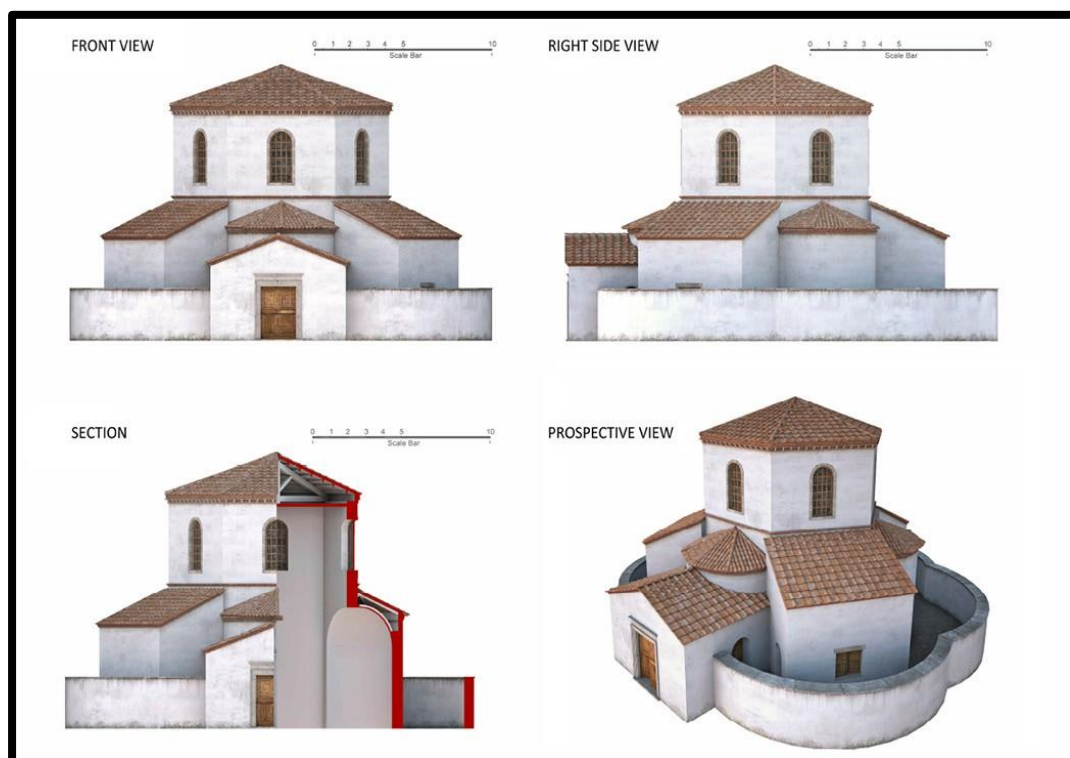 FRONT VIEW
0 1 2 3 4 5 10
Scale Bar
RIGHT SIDE VIEW
0 1 2 3 4 5 10
Scale Bar
SECTION
0 1 2 3 4 5 10
Scale Bar
PROSPECTIVE VIEW